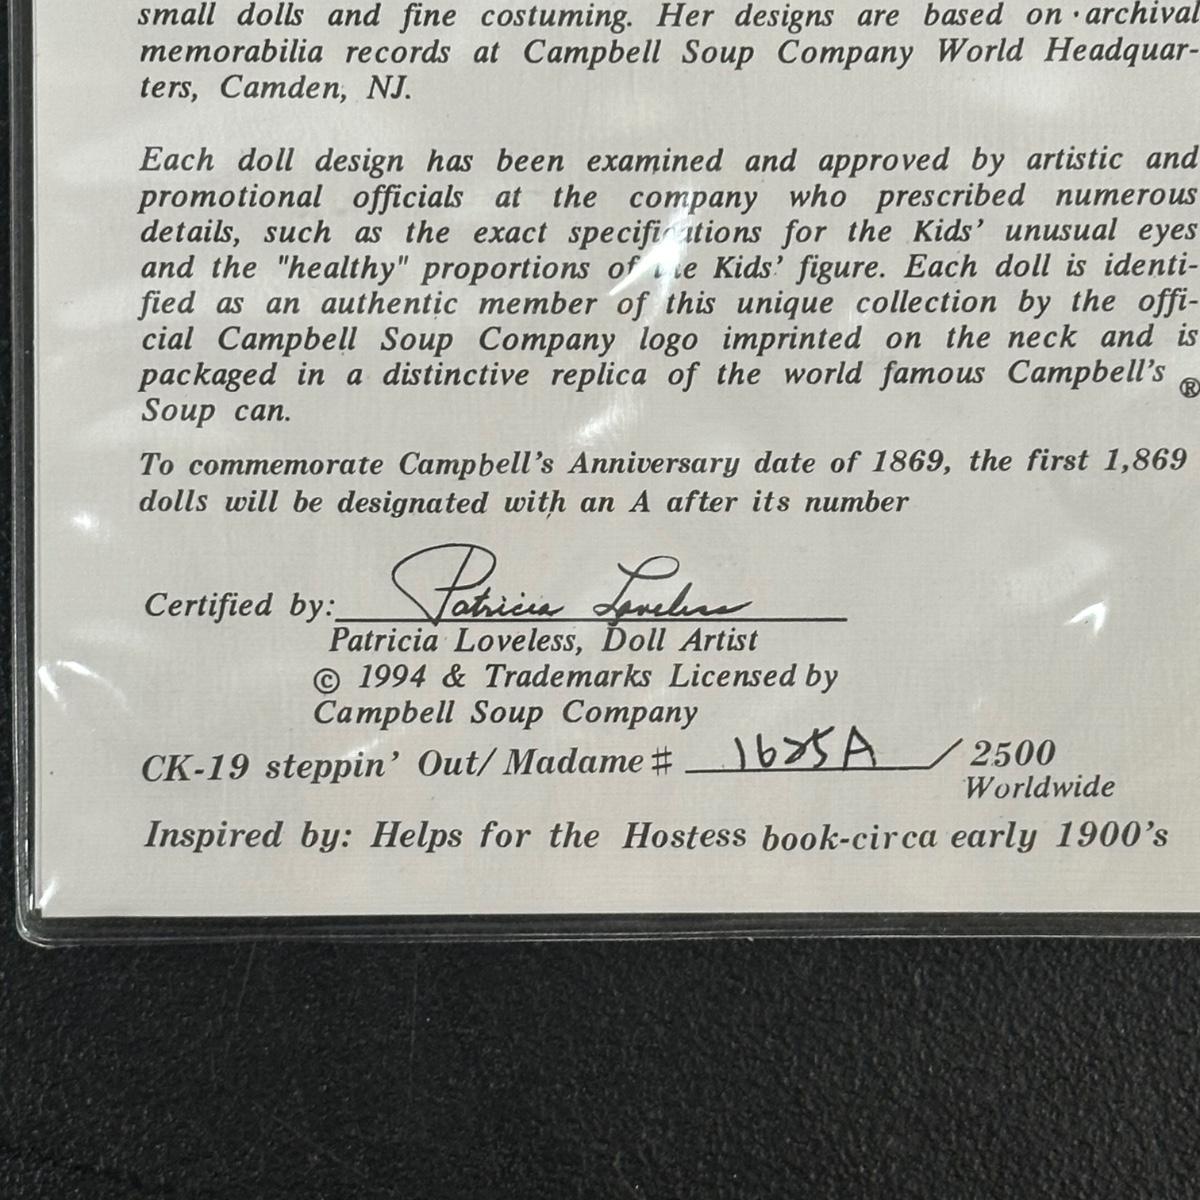 small dolls and fine costuming. Her designs are based on archival
memorabilia records at Campbell Soup Company World Headquar-
ters, Camden, NJ.
Each doll design has been examined and approved by artistic and
promotional officials at the company who prescribed numerous
details, such as the exact specifications for the Kids' unusual eyes
and the "healthy" proportions of the Kids' figure. Each doll is identi-
fied as an authentic member of this unique collection by the offi-
cial Campbell Soup Company logo imprinted on the neck and is
packaged in a distinctive replica of the world famous Campbell's ®
Soup can.
To commemorate Campbell's Anniversary date of 1869, the first 1,869
dolls will be designated with an A after its number
Certified by: Patricia Loveless
Patricia Loveless, Doll Artist
© 1994 & Trademarks Licensed by
Campbell Soup Company
CK-19 steppin' Out/ Madame # 1625A / 2500
Worldwide
Inspired by: Helps for the Hostess book-circa early 1900's